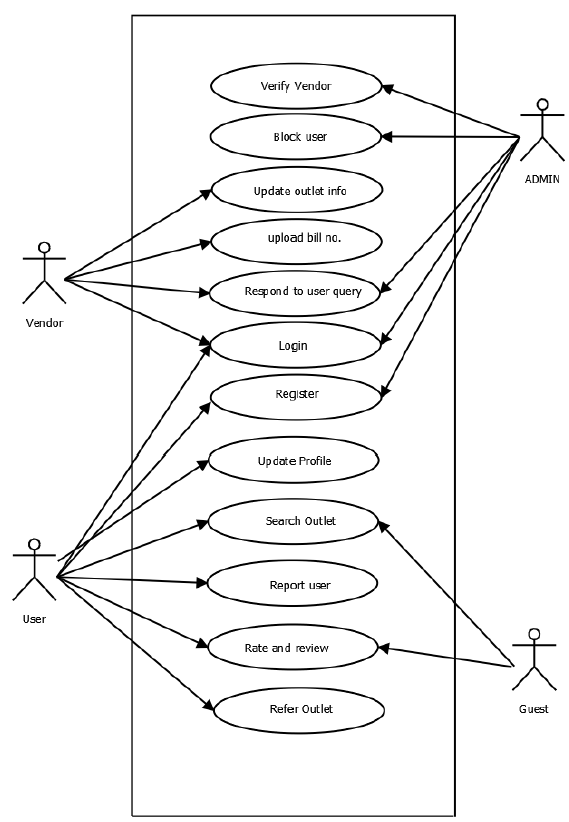 Verify Vendor
Block user
ADMIN
Update outlet info
upload bill no.
Respond to user query
Vendor
Login
Register
Update Profile
Search Outlet
Report user
User
Rate and review
Refer Outlet
Guest